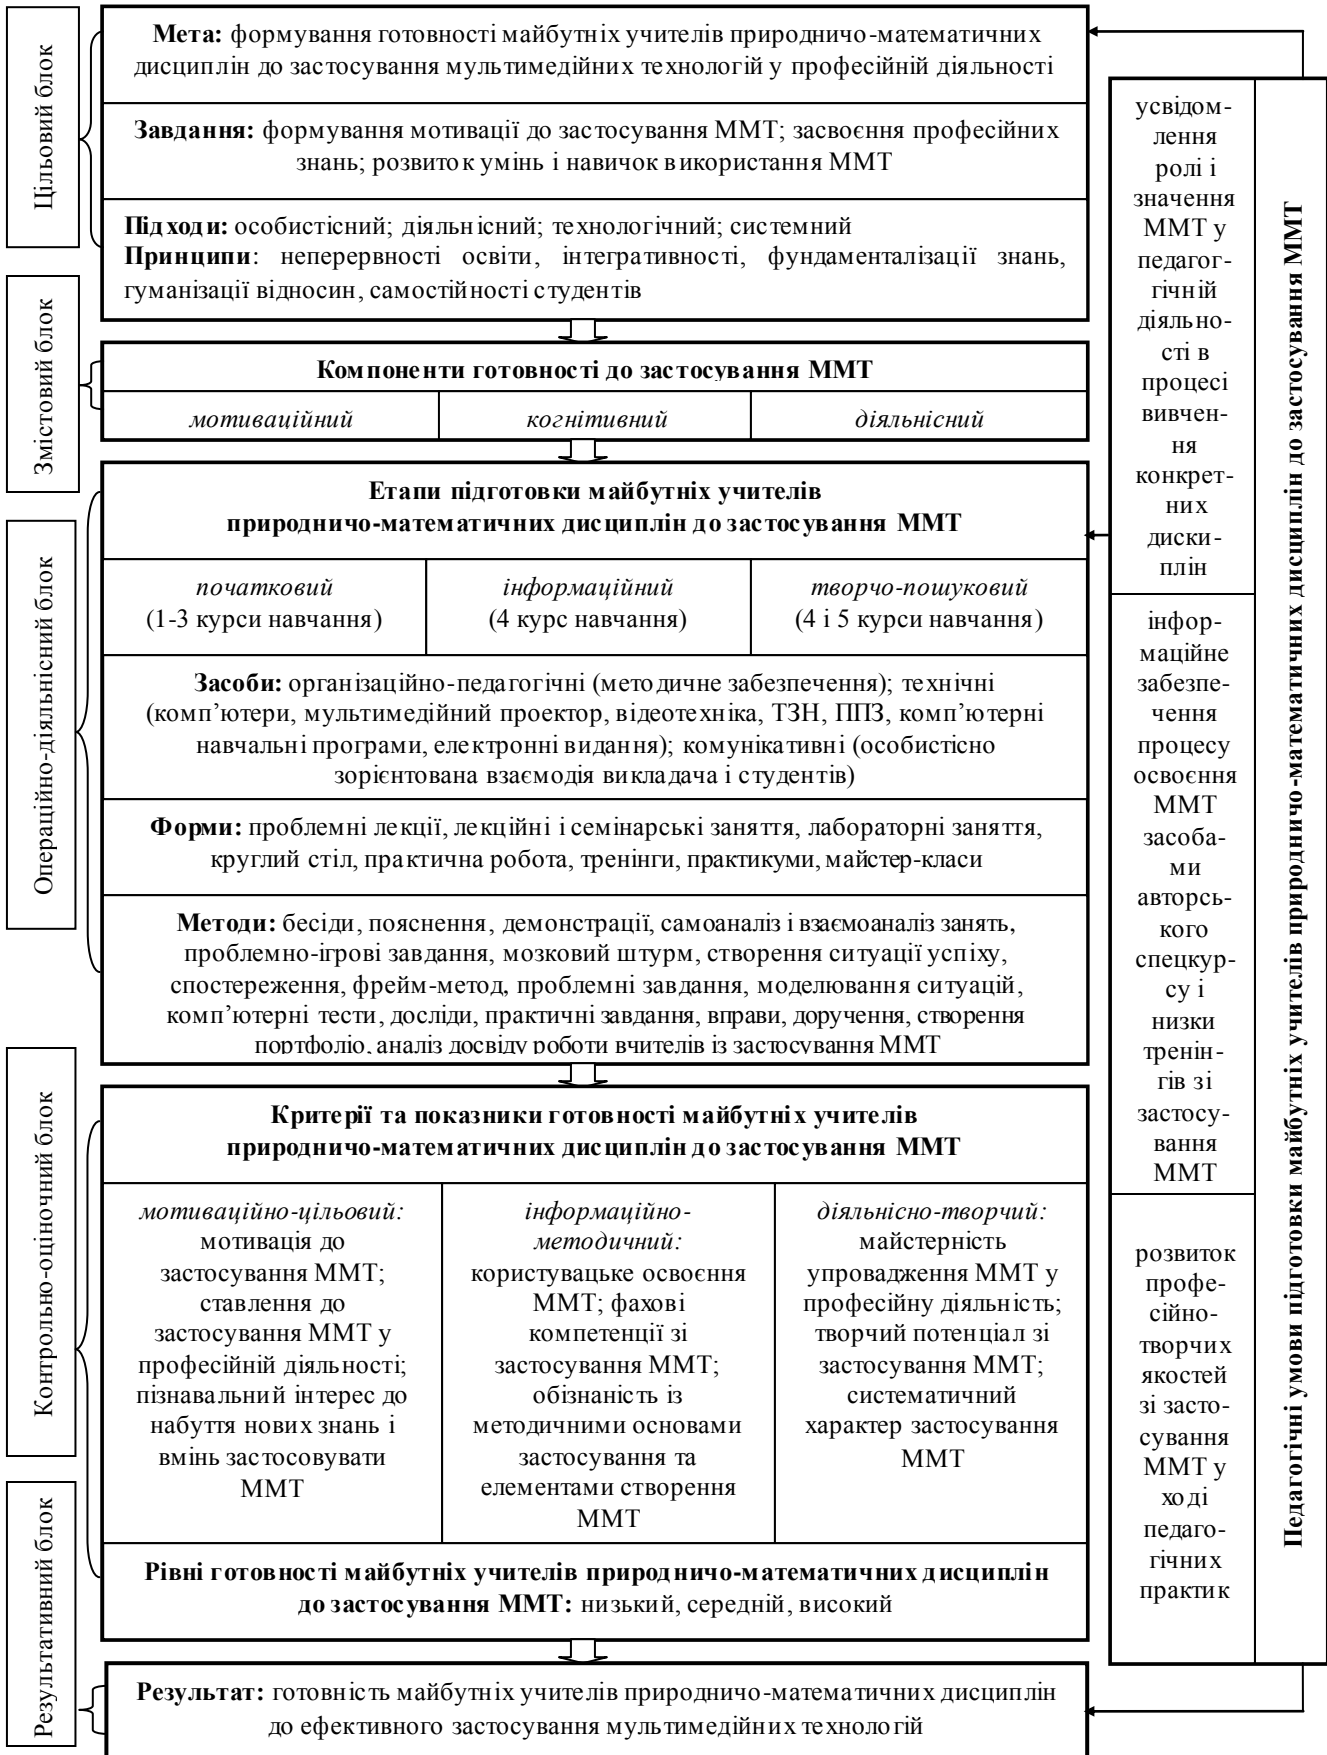 Цільовий блок
Мета: формування готовності майбутніх учителів природничо-математичних
дисциплін до застосування мультимедійних технологій у професійній діяльності
Завдання: формування мотивації до застосування ММТ; засвоєння професійних
знань; розвиток умінь і навичок використання ММТ
Підходи: особистісний; діяльнісний; технологічний; системний
Принципи: неперервності освіти, інтегративності, фундаменталізації знань,
гуманізації відносин, самостійності студентів
Змістовий блок
Компоненти готовності до застосування ММТ
мотиваційний
когнітивний
діяльнісний
Операційно-діяльнісний блок
Етапи підготовки майбутніх учителів
природничо-математичних дисциплін до застосування ММТ
початковий
(1-3 курси навчання)
інформаційний
(4 курс навчання)
творчо-пошуковий
(4 і 5 курси навчання)
Засоби: організаційно-педагогічні (методичне забезпечення); технічні
(комп’ютери, мультимедійний проектор, відеотехніка, ТЗН, ППЗ, комп’ютерні
навчальні програми, електронні видання); комунікативні (особистісно
зорієнтована взаємодія викладача і студентів)
Форми: проблемні лекції, лекційні і семінарські заняття, лабораторні заняття,
круглий стіл, практична робота, тренінги, практикуми, майстер-класи
Методи: бесіди, пояснення, демонстрації, самоаналіз і взаємоаналіз занять,
проблемно-ігрові завдання, мозковий штурм, створення ситуації успіху,
спостереження, фрейм-метод, проблемні завдання, моделювання ситуацій,
комп’ютерні тести, досліди, практичні завдання, вправи, доручення, створення
портфоліо, аналіз досвіду роботи вчителів із застосування ММТ
Контрольно-оціночний блок
Критерії та показники готовності майбутніх учителів
природничо-математичних дисциплін до застосування ММТ
мотиваційно-цільовий:
мотивація до
застосування ММТ;
ставлення до
застосування ММТ у
професійній діяльності;
пізнавальний інтерес до
набуття нових знань і
вмінь застосовувати
ММТ
інформаційно-
методичний:
користувацьке освоєння
ММТ; фахові
компетенції зі
застосування ММТ;
обізнаність із
методичними основами
застосування та
елементами створення
ММТ
діяльнісно-творчий:
майстерність
упровадження ММТ у
професійну діяльність;
творчий потенціал зі
застосування ММТ;
систематичний
характер застосування
ММТ
Рівні готовності майбутніх учителів природничо-математичних дисциплін
до застосування ММТ: низький, середній, високий
Результативний блок
Результат: готовність майбутніх учителів природничо-математичних дисциплін
до ефективного застосування мультимедійних технологій
усвідом-
лення
ролі і
значення
ММТ у
педагог-
гічній
діяльно-
сті в
процесі
вивчен-
ня
конкрет-
них
дисци-
плін
інфор-
маційне
забезпе-
чення
процесу
освоєння
ММТ
засоба-
ми
авторсь-
кого
спецкур-
су і
низки
тренін-
гів зі
застосу-
вання
ММТ
розвиток
профе-
сійно-
творчих
якостей
зі засто-
сування
ММТ у
ході
педаго-
гічних
практик
Педагогічні умови підготовки майбутніх учителів природничо-математичних дисциплін до застосування ММТ